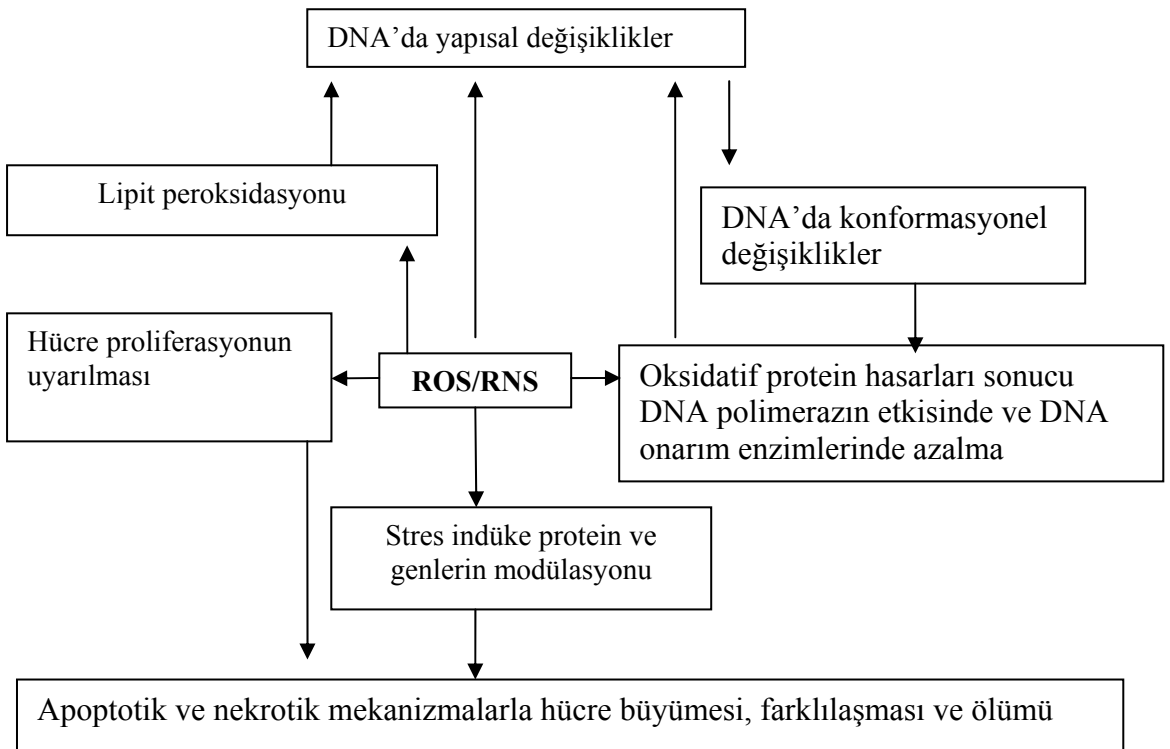 DNA’da yapısal değişiklikler
Lipit peroksidasyonu
DNA’da konformasyonel
değişiklikler
Hücre proliferasyonun
uyarılması
ROS/RNS
Oksidatif protein hasarları sonucu
DNA polimerazın etkisinde ve DNA
onarım enzimlerinde azalma
Stres indüke protein ve
genlerin modülasyonu
Apoptotik ve nekrotik mekanizmalarla hücre büyümesi, farklılaşması ve ölümü